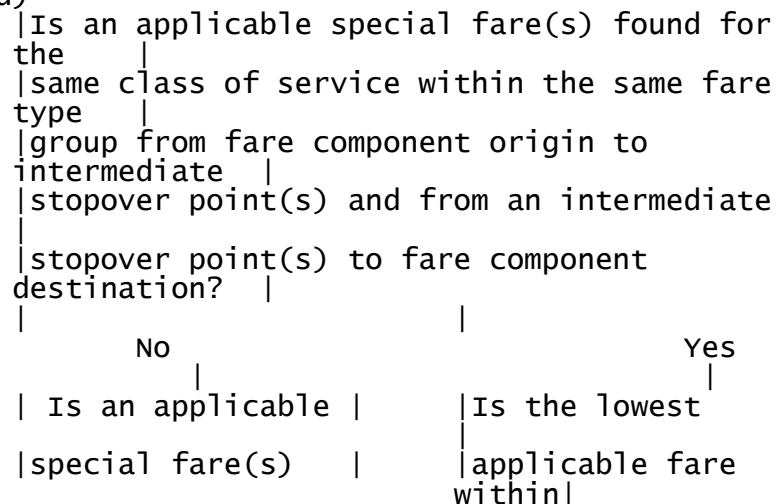 |Is an applicable special fare(s) found for
the |
|same class of service within the same fare
type |
|group from fare component origin to
intermediate |
|stopover point(s) and from an intermediate
|
|stopover point(s) to fare component
destination? |
| |
No Yes
| |
| Is an applicable | |Is the lowest
|
|special fare(s) | |applicable fare
within|